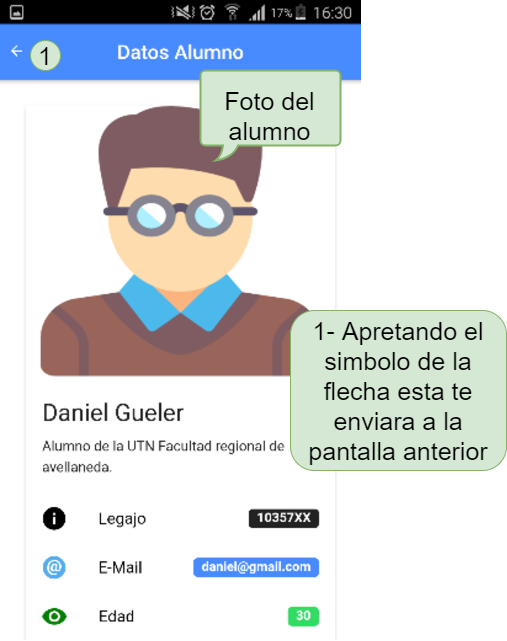 17% 16:30
1 Datos Alumno
Foto del
alumno
1- Apretando el
simbolo de la
flecha esta te
enviara a la
pantalla anterior
Daniel Gueler
Alumno de la UTN Facultad regional de
avellaneda.
Legajo 10357XX
@ E-Mail daniel@gmail.com
Edad 30